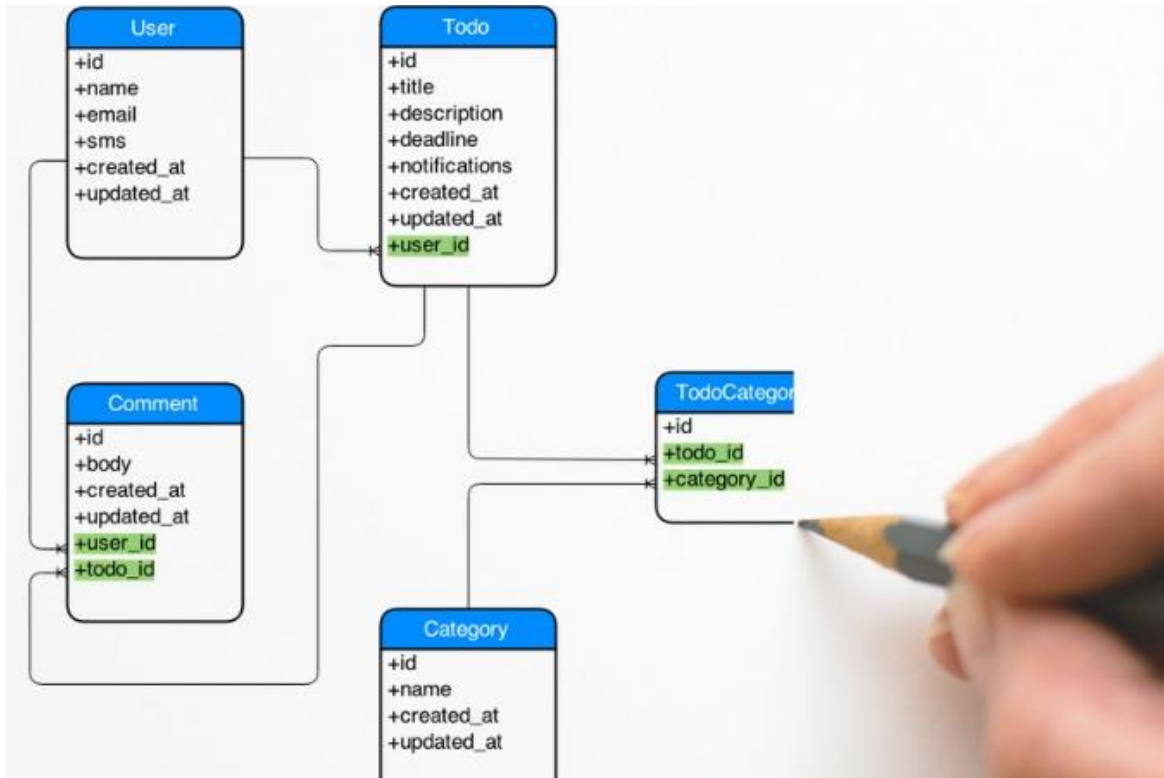 User
+id
+name
+email
+sms
+created_at
+updated_at
Todo
+id
+title
+description
+deadline
+notifications
+created_at
+updated_at
+user_id
Comment
+id
+body
+created_at
+updated_at
+user_id
+todo_id
TodoCategor
+id
+todo_id
+category_id
Category
+id
+name
+created_at
+updated_at